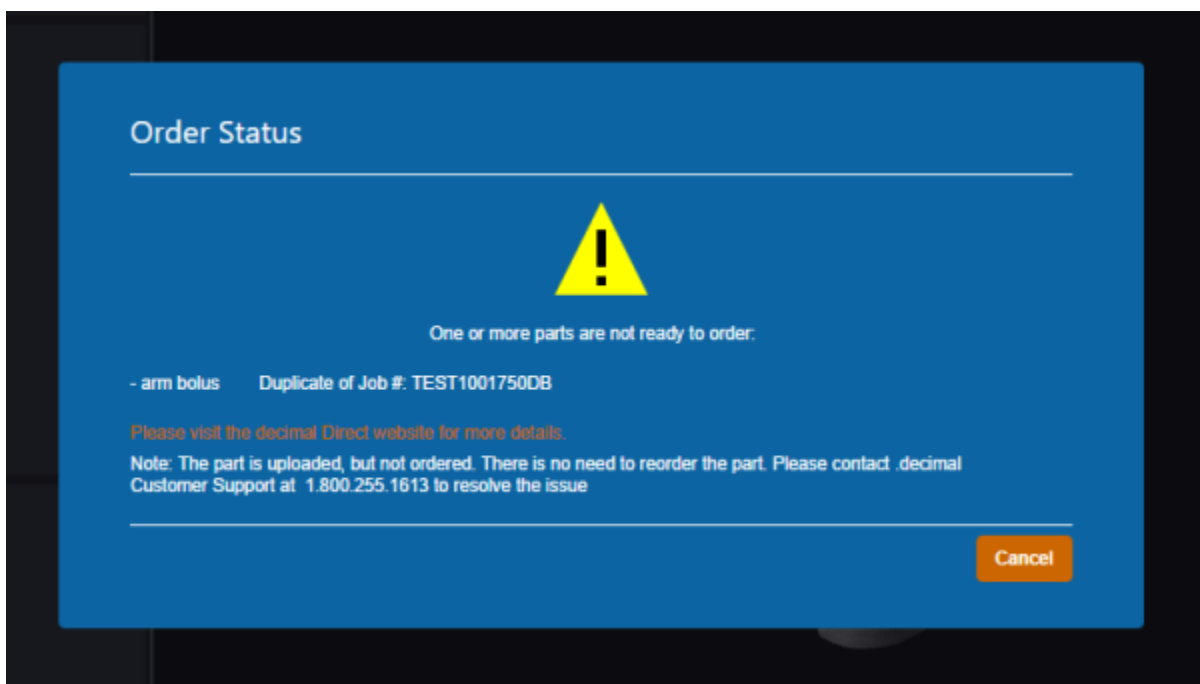 Order Status
!
One or more parts are not ready to order:
- arm bolus Duplicate of Job #: TEST1001750DB
Please visit the decimal Direct website for more details.
Note: The part is uploaded, but not ordered. There is no need to reorder the part. Please contact .decimal
Customer Support at 1.800.255.1613 to resolve the issue
Cancel